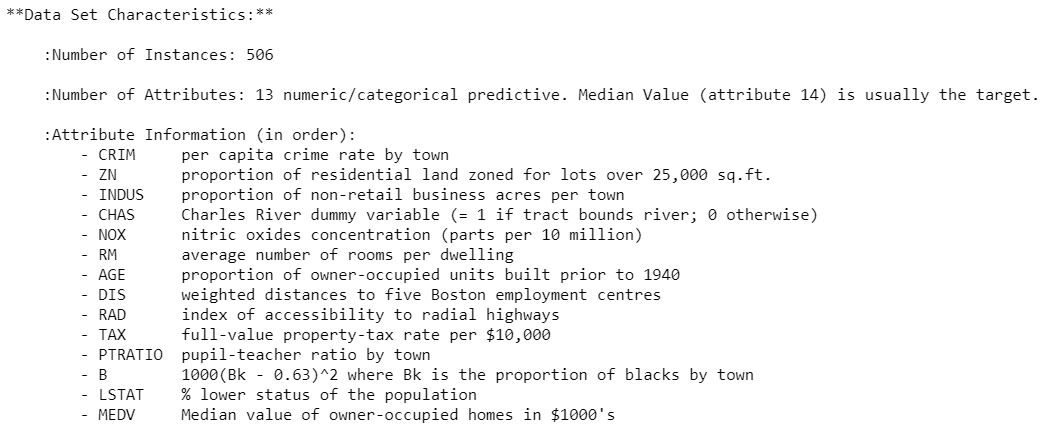 **Data Set Characteristics:**
:Number of Instances: 506
:Number of Attributes: 13 numeric/categorical predictive. Median Value (attribute 14) is usually the target.
:Attribute Information (in order):
- CRIM per capita crime rate by town
- ZN proportion of residential land zoned for lots over 25,000 sq.ft.
- INDUS proportion of non-retail business acres per town
- CHAS Charles River dummy variable (= 1 if tract bounds river; 0 otherwise)
- NOX nitric oxides concentration (parts per 10 million)
- RM average number of rooms per dwelling
- AGE proportion of owner-occupied units built prior to 1940
- DIS weighted distances to five Boston employment centres
- RAD index of accessibility to radial highways
- TAX full-value property-tax rate per $10,000
- PTRATIO pupil-teacher ratio by town
- B 1000(Bk - 0.63)^2 where Bk is the proportion of blacks by town
- LSTAT % lower status of the population
- MEDV Median value of owner-occupied homes in $1000's